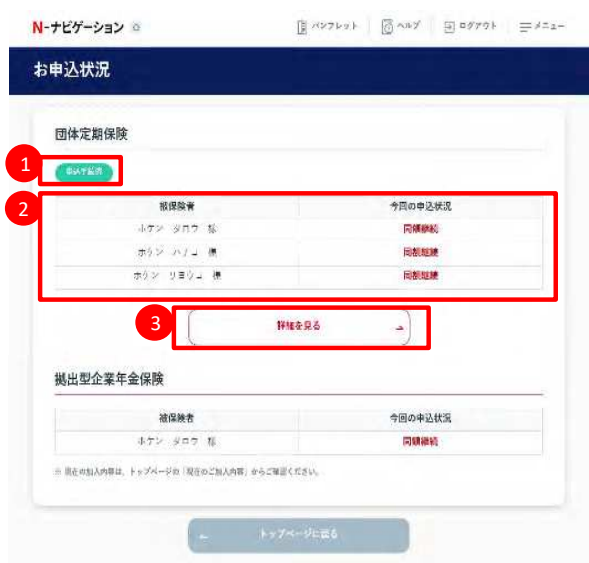 N-ナビゲーション
パンフレット ヘルプ ログアウト メニュー
お申込状況
団体定期保険
1
申込手続済
2
被保険者 今回の申込状況
ホケン タロウ 様 同額継続
ホケン ハナコ 様 同額継続
ホケン リョウコ 様 同額継続
3
詳細を見る
拠出型企業年金保険
被保険者 今回の申込状況
ホケン タロウ 様 同額継続
※ 現在の加入内容は、トップページの「現在のご加入内容」からご確認ください。
トップページに戻る